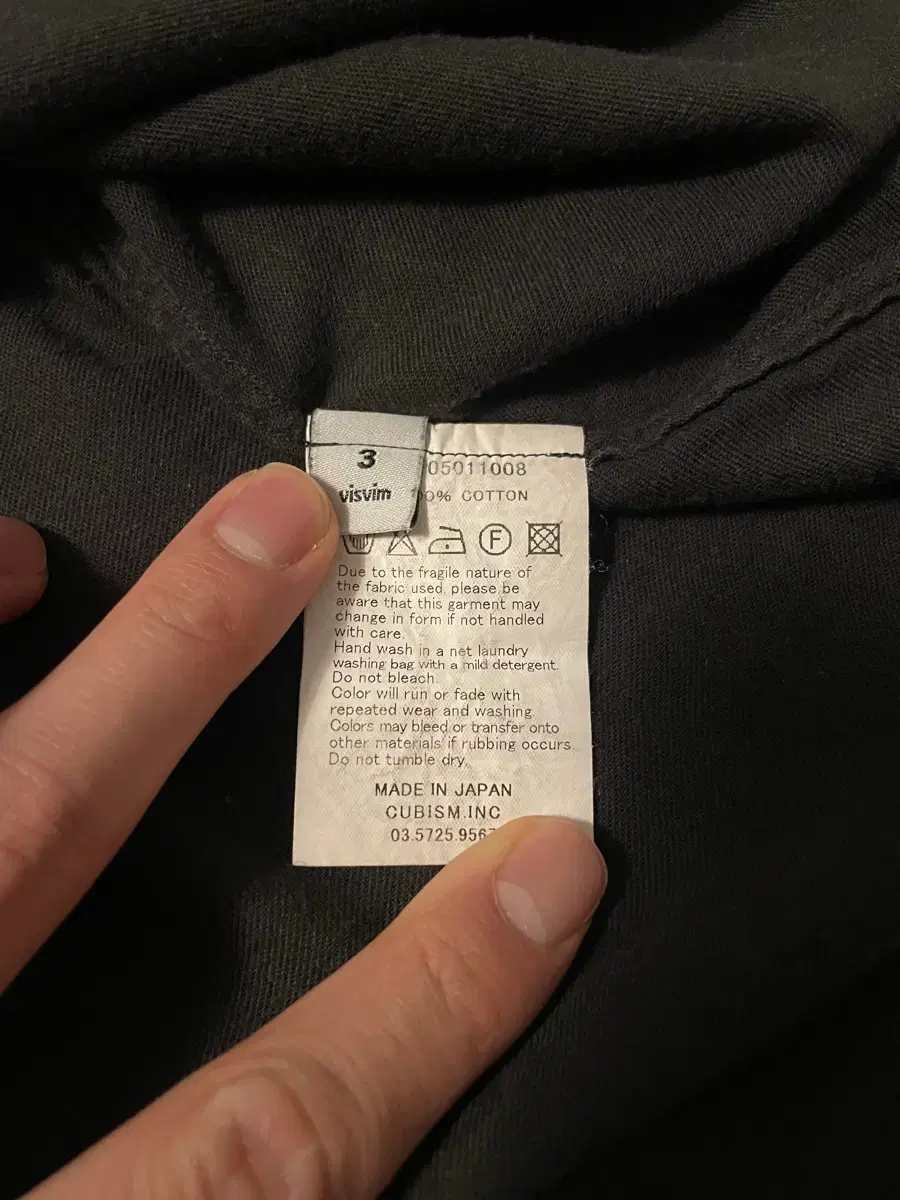 3
visvim
05011008
COTTON
F
Due to the fragile nature of
the fabric used, please be
aware that this garment may
change in form if not handled
with care.
Hand wash in a net laundry
washing bag with a mild detergent.
Do not bleach.
Color will run or fade with
repeated wear and washing.
Colors may bleed or transfer onto
other materials if rubbing occurs.
Do not tumble dry.
MADE IN JAPAN
CUBISM.INC
03.5725.956